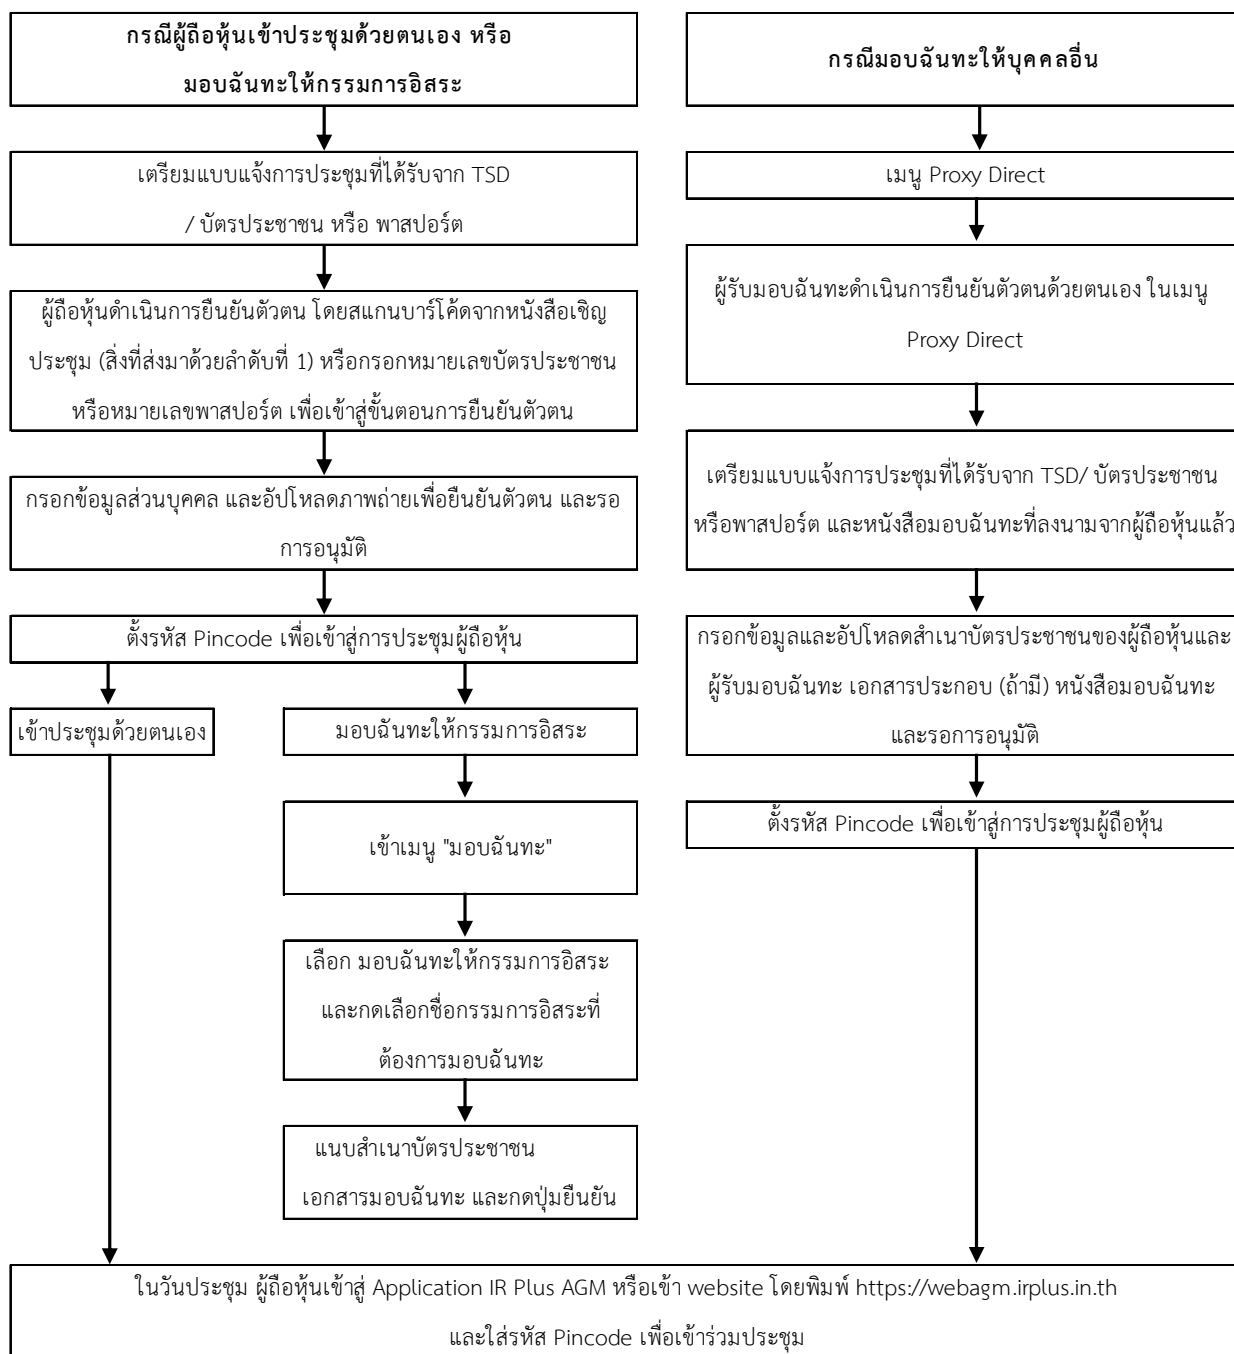 กรณีผู้ถือหุ้นเข้าประชุมด้วยตนเอง หรือ
มอบฉันทะให้กรรมการอิสระ
เตรียมแบบแจ้งการประชุมที่ได้รับจาก TSD
/ บัตรประชาชน หรือ พาสปอร์ต
ผู้ถือหุ้นดำเนินการยืนยันตัวตน โดยสแกนบาร์โค้ดจากหนังสือเชิญ
ประชุม (สิ่งที่ส่งมาด้วยลำดับที่ 1) หรือกรอกหมายเลขบัตรประชาชน
หรือหมายเลขพาสปอร์ต เพื่อเข้าสู่ขั้นตอนการยืนยันตัวตน
กรอกข้อมูลส่วนบุคคล และอัปโหลดภาพถ่ายเพื่อยืนยันตัวตน และรอ
การอนุมัติ
ตั้งรหัส Pincode เพื่อเข้าสู่การประชุมผู้ถือหุ้น
เข้าประชุมด้วยตนเอง
มอบฉันทะให้กรรมการอิสระ
เข้าเมนู "มอบฉันทะ"
เลือก มอบฉันทะให้กรรมการอิสระ
และกดเลือกชื่อกรรมการอิสระที่
ต้องการมอบฉันทะ
แนบสำเนาบัตรประชาชน
เอกสารมอบฉันทะ และกดปุ่มยืนยัน
กรณีมอบฉันทะให้บุคคลอื่น
เมนู Proxy Direct
ผู้รับมอบฉันทะดำเนินการยืนยันตัวตนด้วยตนเอง ในเมนู
Proxy Direct
เตรียมแบบแจ้งการประชุมที่ได้รับจาก TSD/ บัตรประชาชน
หรือพาสปอร์ต และหนังสือมอบฉันทะที่ลงนามจากผู้ถือหุ้นแล้ว
กรอกข้อมูลและอัปโหลดสำเนาบัตรประชาชนของผู้ถือหุ้นและ
ผู้รับมอบฉันทะ เอกสารประกอบ (ถ้ามี) หนังสือมอบฉันทะ
และรอการอนุมัติ
ตั้งรหัส Pincode เพื่อเข้าสู่การประชุมผู้ถือหุ้น
ในวันประชุม ผู้ถือหุ้นเข้าสู่ Application IR Plus AGM หรือเข้า website โดยพิมพ์ https://webagm.irplus.in.th
และใส่รหัส Pincode เพื่อเข้าร่วมประชุม